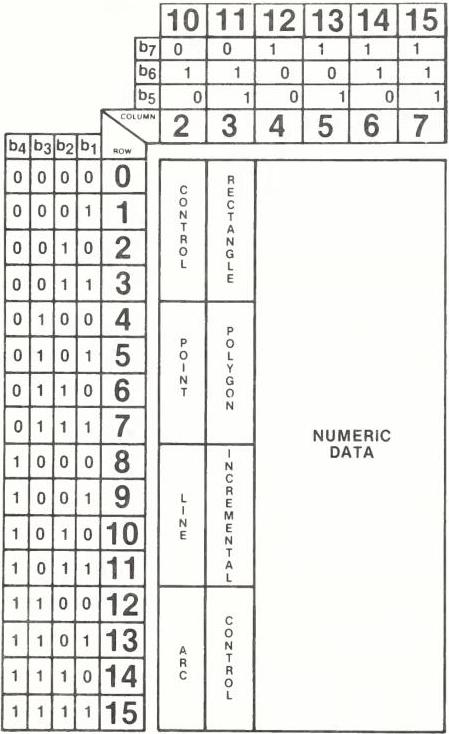 10 11 12 13 14 15
b7 0 0 1 1 1 1
b6 1 1 0 0 1 1
b5 0 1 0 1 0 1
COLUMN 2 3 4 5 6 7
b4 b3 b2 b1 ROW
0 0 0 0 0
0 0 0 1 1
0 0 1 0 2
0 0 1 1 3
0 1 0 0 4
0 1 0 1 5
0 1 1 0 6
0 1 1 1 7
1 0 0 0 8
1 0 0 1 9
1 0 1 0 10
1 0 1 1 11
1 1 0 0 12
1 1 0 1 13
1 1 1 0 14
1 1 1 1 15
CONTROL
RECTANGLE
POINT
POLYGON
LINE
INCREMENTAL
ARC
CONTROL
NUMERIC
DATA